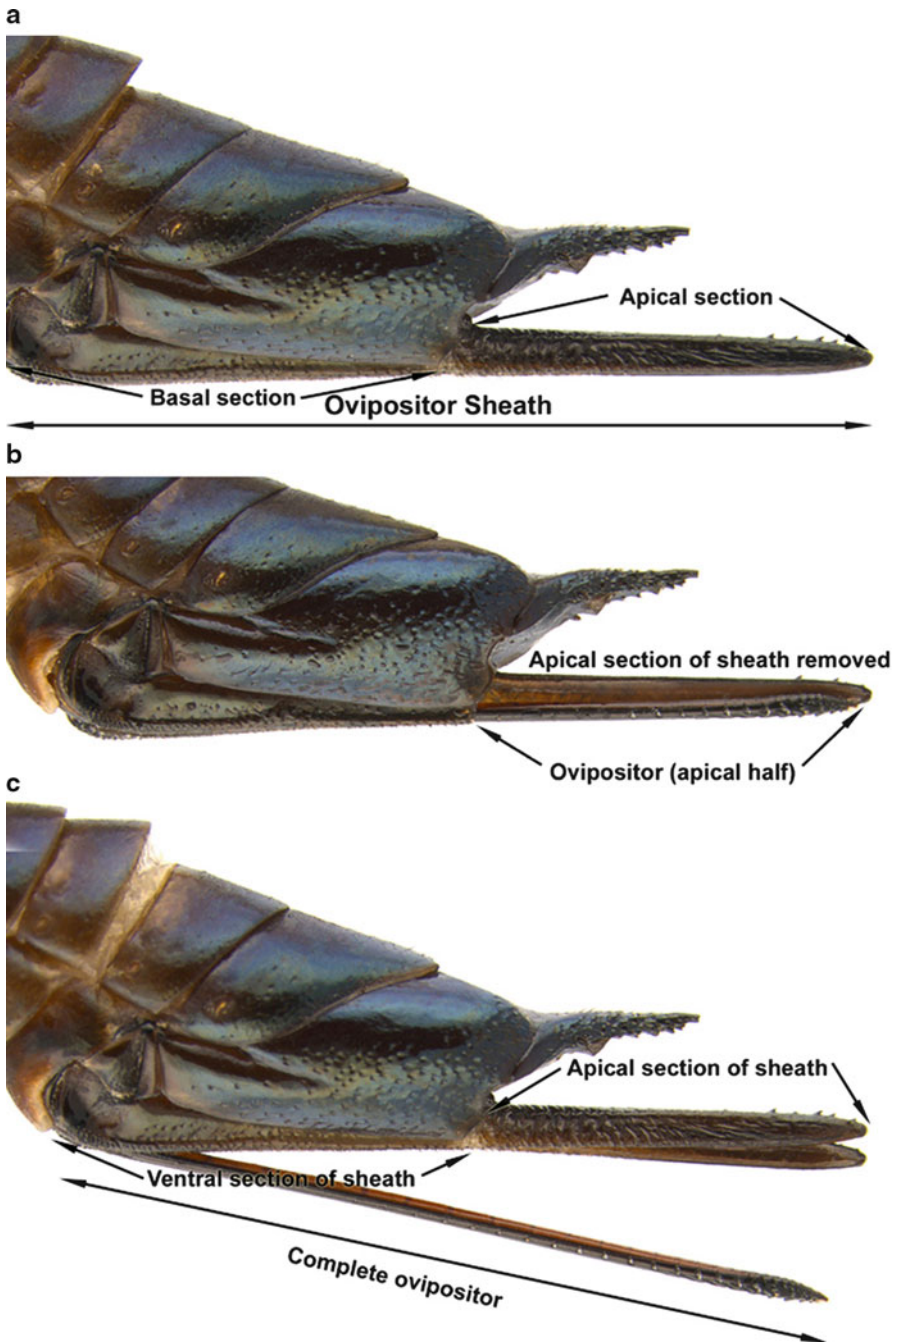 a
Apical section
Basal section
Ovipositor Sheath
b
Apical section of sheath removed
Ovipositor (apical half)
c
Apical section of sheath
Ventral section of sheath
Complete ovipositor